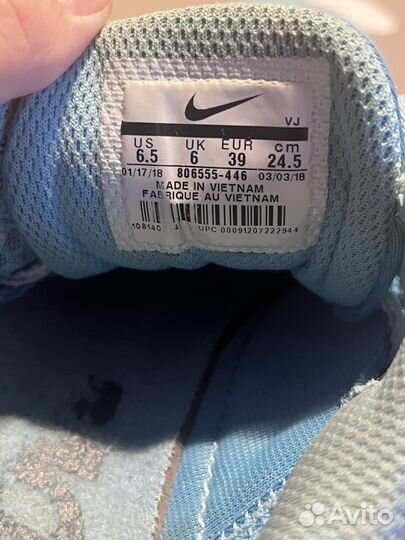 VJ
US UK EUR cm
6.5 6 39 24.5
01/17/18 806555-446 03/03/18
MADE IN VIETNAM
FABRIQUE AU VIETNAM
UPC 00091207222944
Avito